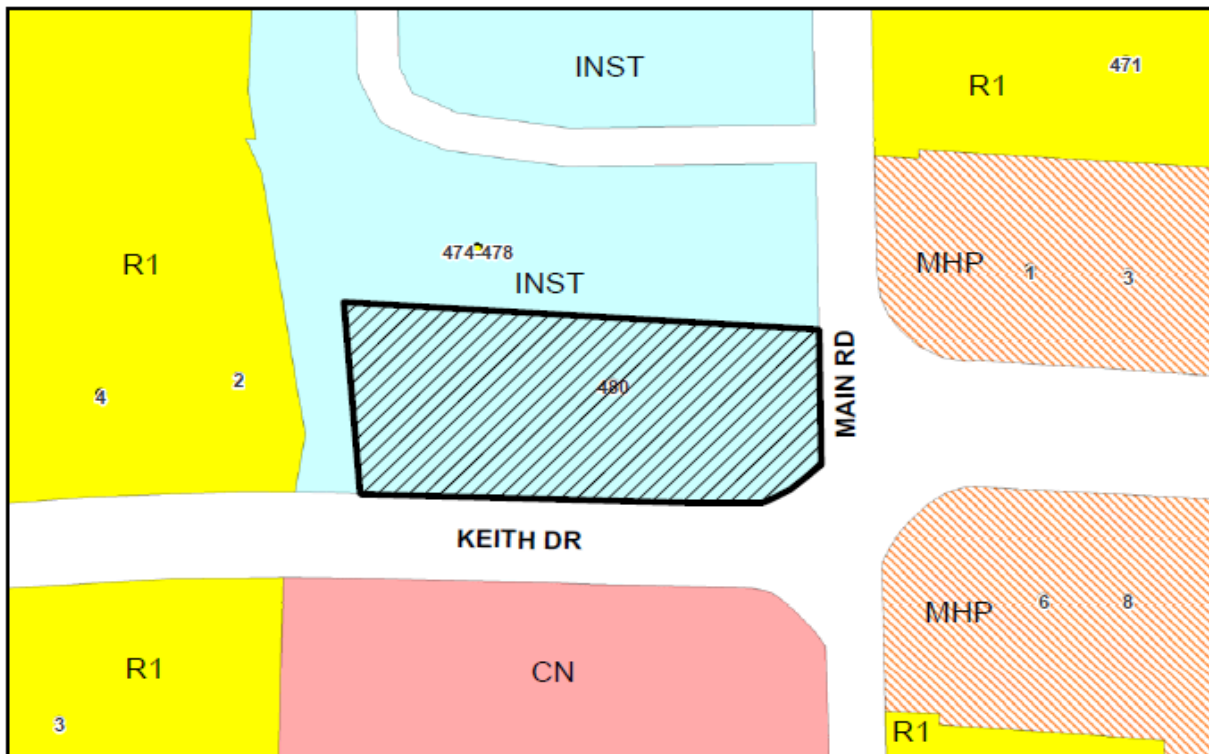 INST
R1
471
R1
474-478
INST
MHP
1
3
2
4
480
MAIN RD
KEITH DR
MHP
6
8
R1
CN
3
R1